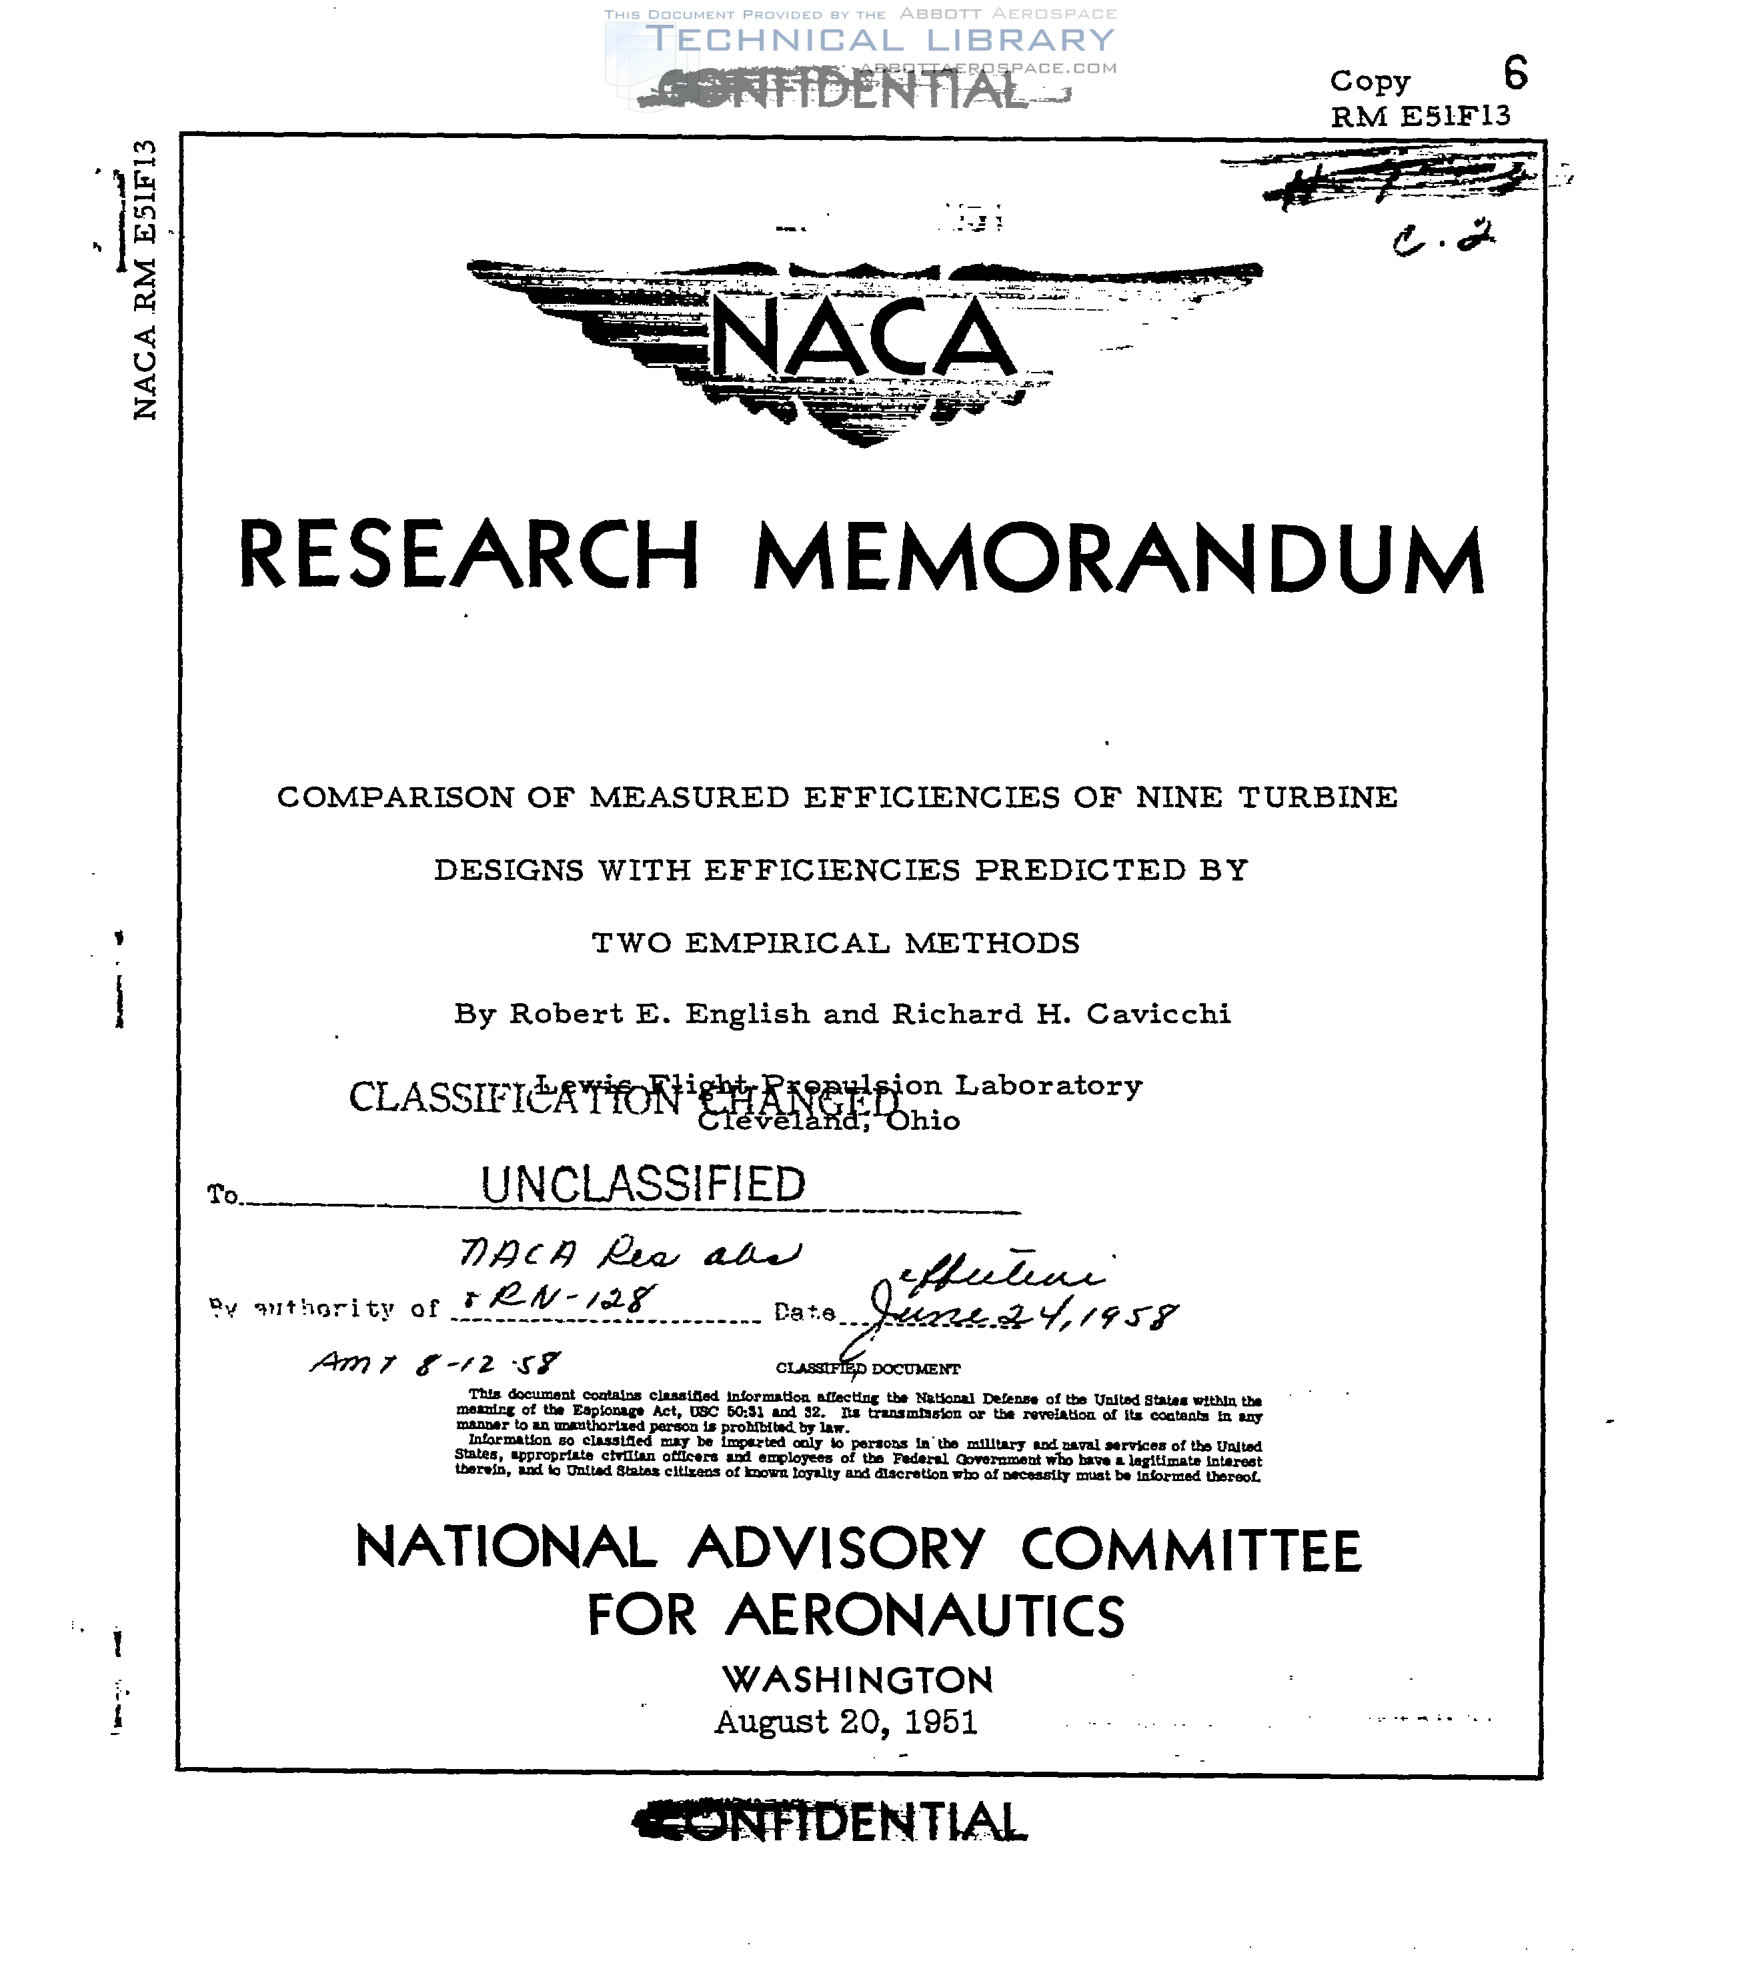 THIS DOCUMENT PROVIDED BY THE ABBOTT AEROSPACE
TECHNICAL LIBRARY
ABBOTTAEROSPACE.COM
CONFIDENTIAL
Copy 6
RM E51F13
NACA RM E51F13
C. 2
NACA
RESEARCH MEMORANDUM
COMPARISON OF MEASURED EFFICIENCIES OF NINE TURBINE
DESIGNS WITH EFFICIENCIES PREDICTED BY
TWO EMPIRICAL METHODS
By Robert E. English and Richard H. Cavicchi
Lewis Flight Propulsion Laboratory
CLASSIFICATION CHANGED
Cleveland, Ohio
To UNCLASSIFIED
NACA Res abs
effective
By authority of RN-128 Date June 24, 1958
AMT 8-12-58
CLASSIFIED DOCUMENT
This document contains classified information affecting the National Defense of the United States within the
meaning of the Espionage Act, USC 50:31 and 32. Its transmission or the revelation of its contents in any
manner to an unauthorized person is prohibited by law.
Information so classified may be imparted only to persons in the military and naval services of the United
States, appropriate civilian officers and employees of the Federal Government who have a legitimate interest
therein, and to United States citizens of known loyalty and discretion who of necessity must be informed thereof.
NATIONAL ADVISORY COMMITTEE
FOR AERONAUTICS
WASHINGTON
August 20, 1951
CONFIDENTIAL